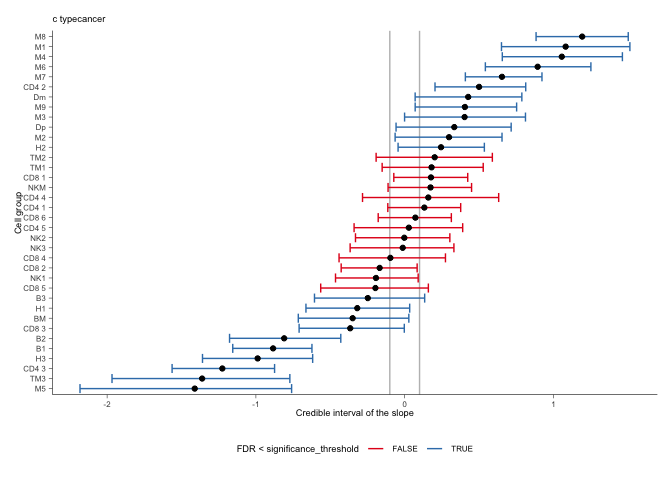 c typecancer
M8
M1
M4
M6
M7
CD4 2
Dm
M9
M3
Dp
M2
H2
TM2
TM1
CD8 1
NKM
CD4 4
CD4 1
CD8 6
CD4 5
NK2
NK3
CD8 4
CD8 2
NK1
CD8 5
B3
H1
BM
CD8 3
B2
B1
H3
CD4 3
TM3
M5
Cell group
-2 -1 0 1
Credible interval of the slope
FDR < significance_threshold FALSE TRUE